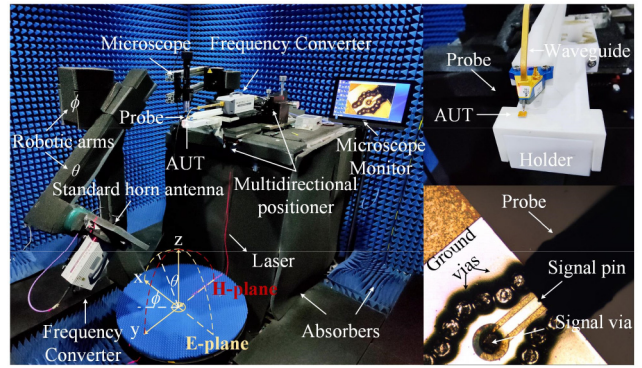 Microscope
Frequency Converter
Probe
AUT
ϕ
Robotic arms
θ
Standard horn antenna
Multidirectional
positioner
Microscope
Monitor
Laser
z
x
θ
ϕ
y
H-plane
E-plane
Frequency
Converter
Absorbers
Waveguide
Probe
AUT
Holder
Probe
Ground
vias
Signal pin
Signal via